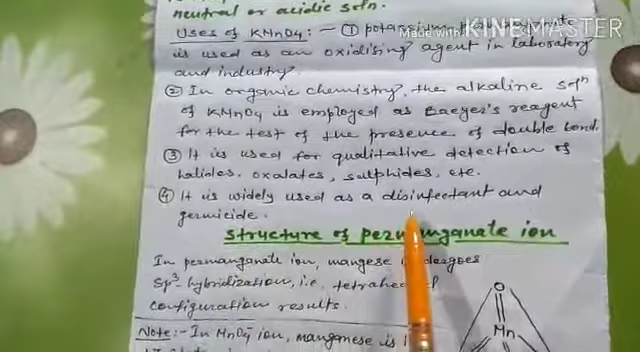 neutral or acidic soln.
Uses of KMnO4: - ① potassium
Made with KINEMASTER
is used as an oxidising agent in laboratory
and industry.
② In organic chemistry, the alkaline soln
of KMnO4 is employed as Baeyer's reagent
for the test of the presence of double bond.
③ It is used for qualitative detection of
halides, oxalates, sulphides, etc.
④ It is widely used as a disinfectant and
germicide.
Structure of permanganate ion
In permanganate ion, mangese
Sp3-hybridization, i.e,
configuration results.
O
Mn
Note:- In MnO4- ion, manganese is